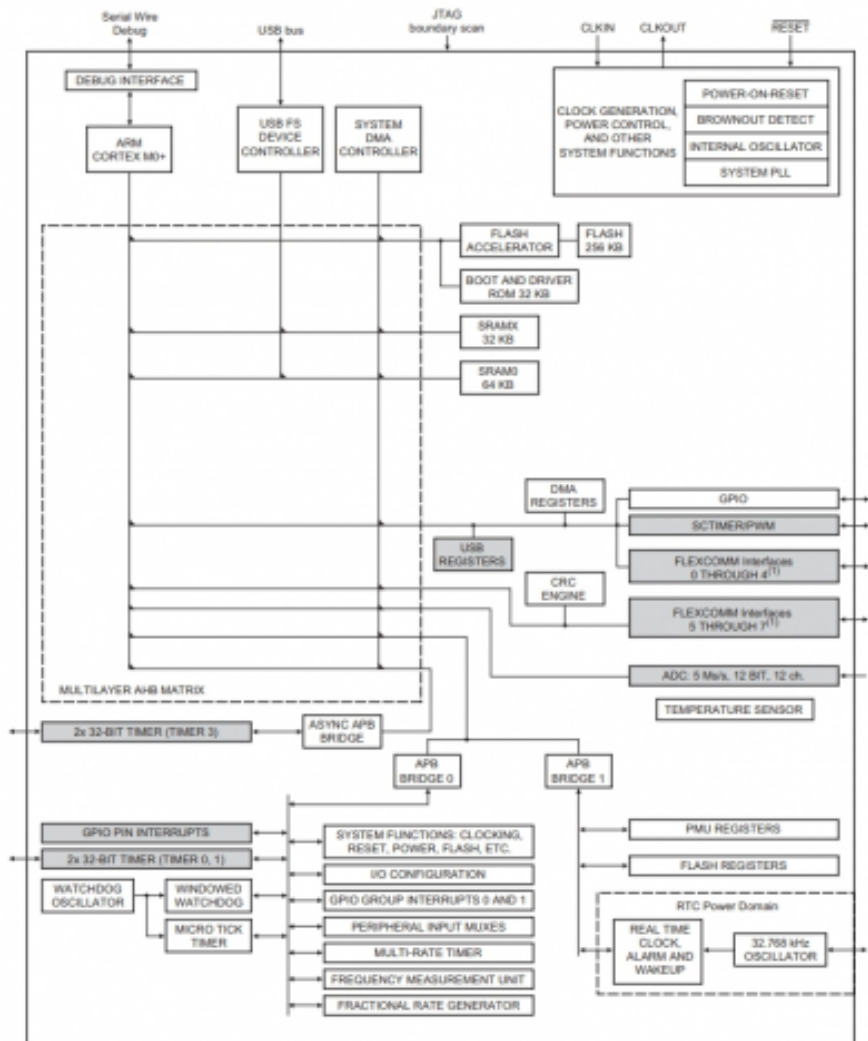 Serial Wire
Debug
USB bus
JTAG
boundary scan
CLKIN
CLKOUT
RESET
DEBUG INTERFACE
ARM
CORTEX M0+
USB FS
DEVICE
CONTROLLER
SYSTEM
DMA
CONTROLLER
CLOCK GENERATION,
POWER CONTROL,
AND OTHER
SYSTEM FUNCTIONS
POWER-ON-RESET
BROWNOUT DETECT
INTERNAL OSCILLATOR
SYSTEM PLL
FLASH
ACCELERATOR
FLASH
256 KB
BOOT AND DRIVER
ROM 32 KB
SRAMX
32 KB
SRAM0
64 KB
DMA
REGISTERS
GPIO
SCTIMER/PWM
USB
REGISTERS
FLEXCOMM Interfaces
0 THROUGH 4(1)
CRC
ENGINE
FLEXCOMM Interfaces
5 THROUGH 7(1)
ADC: 5 Ms/s, 12 BIT, 12 ch.
TEMPERATURE SENSOR
MULTILAYER AHB MATRIX
2x 32-BIT TIMER (TIMER 3)
ASYNC APB
BRIDGE
APB
BRIDGE 0
APB
BRIDGE 1
GPIO PIN INTERRUPTS
2x 32-BIT TIMER (TIMER 0, 1)
WATCHDOG
OSCILLATOR
WINDOWED
WATCHDOG
MICRO TICK
TIMER
SYSTEM FUNCTIONS: CLOCKING,
RESET, POWER, FLASH, ETC.
I/O CONFIGURATION
GPIO GROUP INTERRUPTS 0 AND 1
PERIPHERAL INPUT MUXES
MULTI-RATE TIMER
FREQUENCY MEASUREMENT UNIT
FRACTIONAL RATE GENERATOR
PMU REGISTERS
FLASH REGISTERS
RTC Power Domain
REAL TIME
CLOCK,
ALARM AND
WAKEUP
32.768 kHz
OSCILLATOR